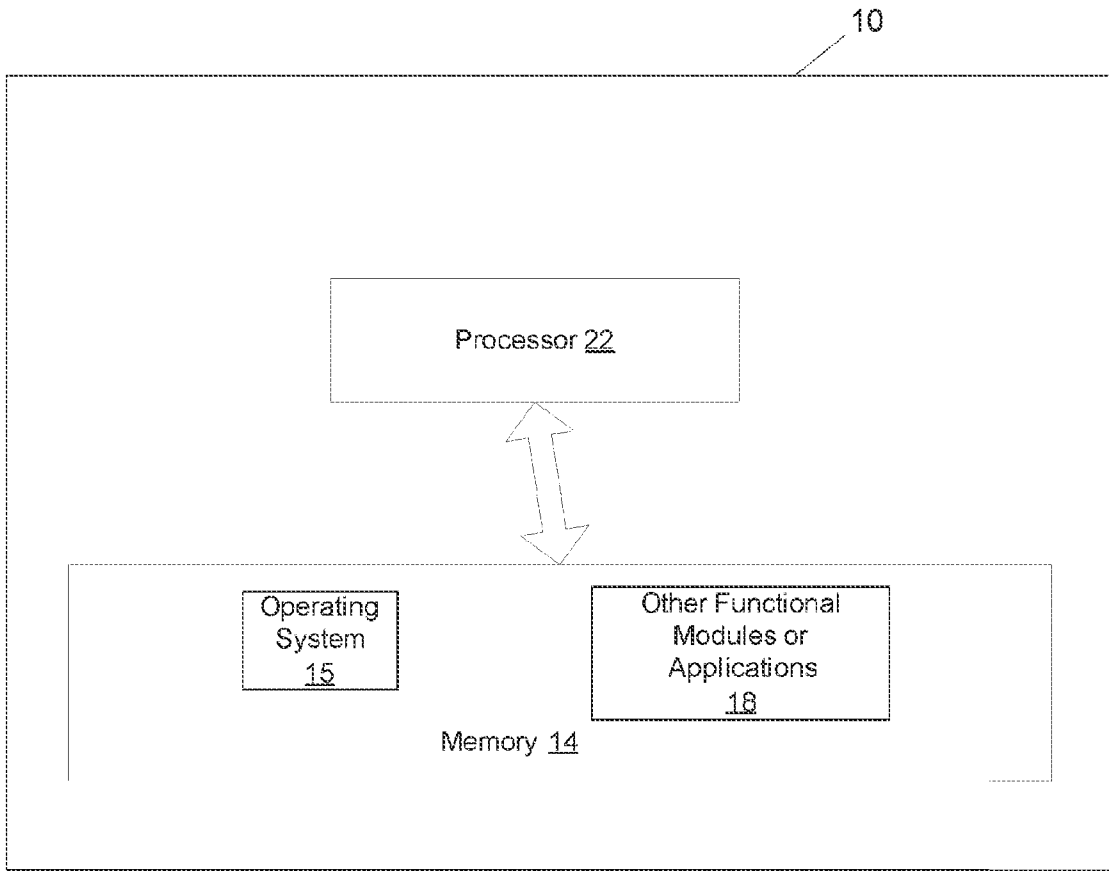 10
Processor 22
Operating
System
15
Other Functional
Modules or
Applications
18
Memory 14